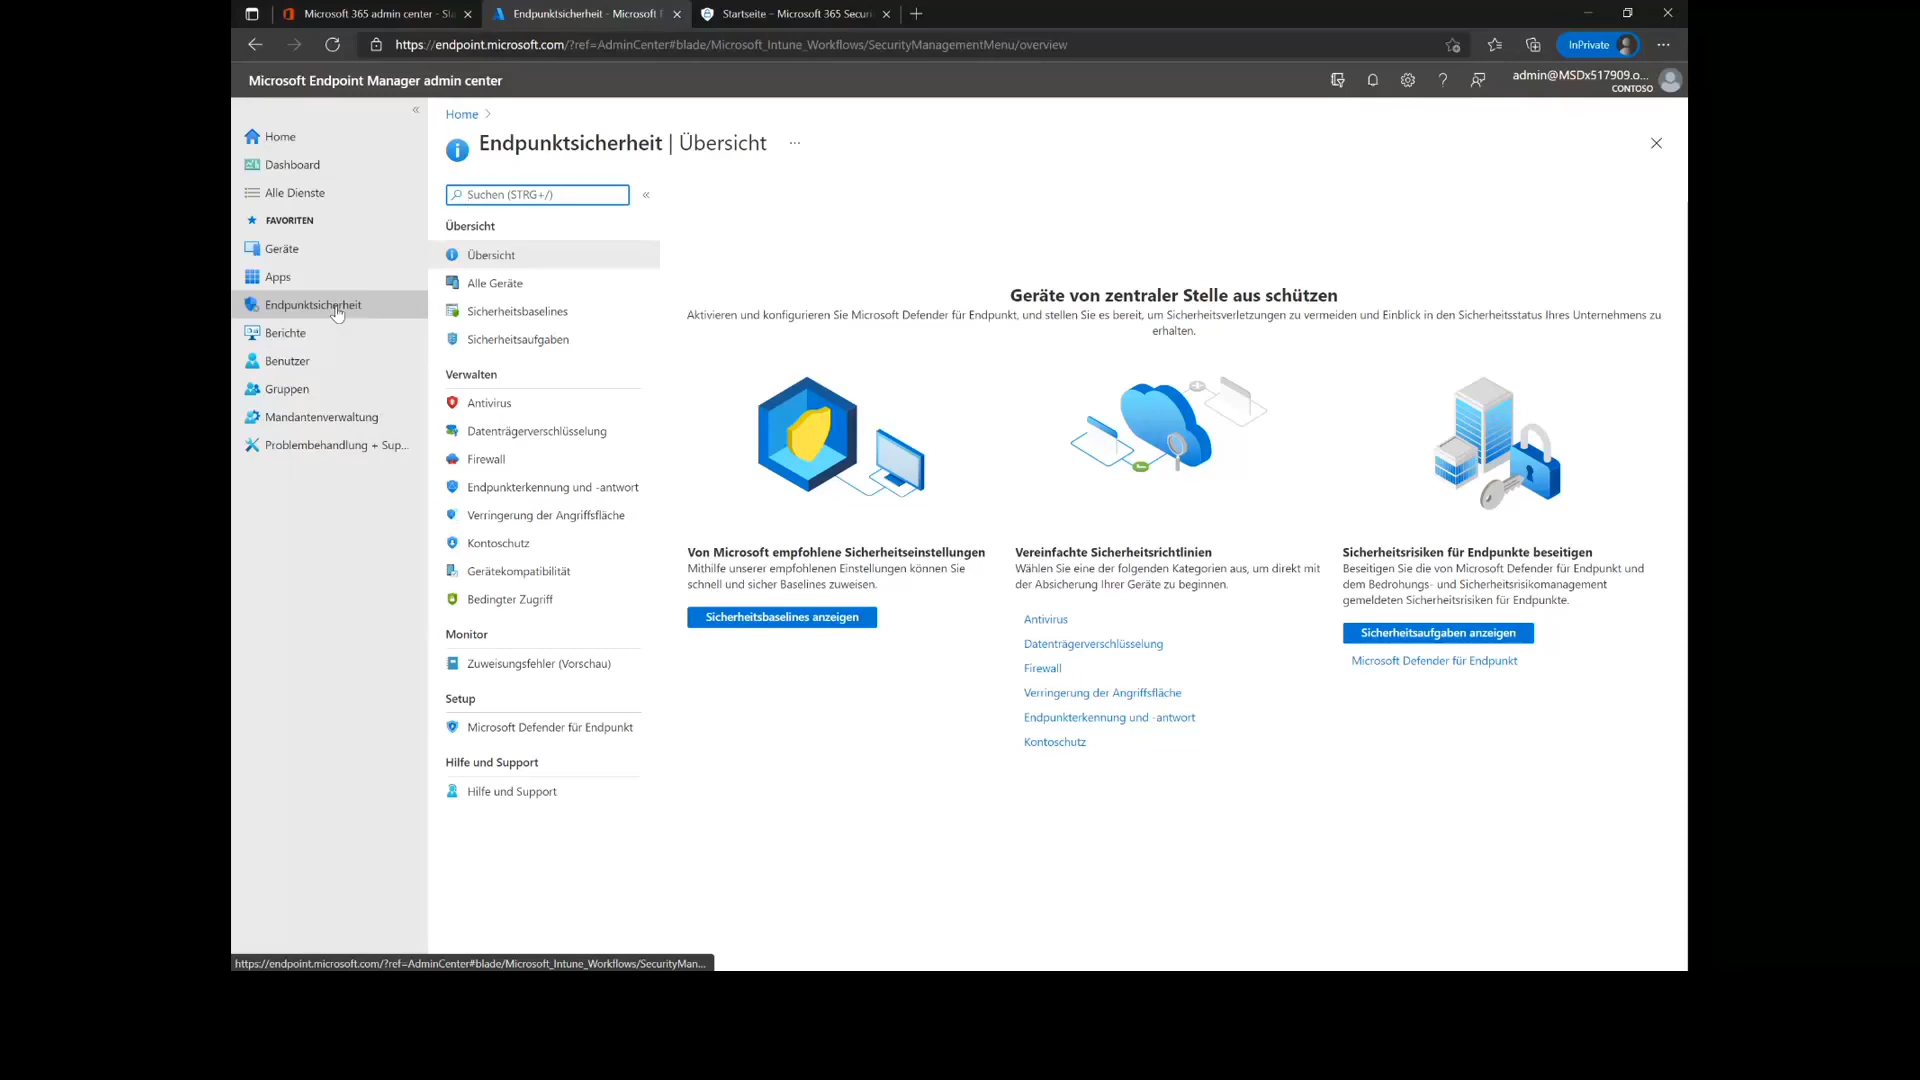 Microsoft 365 admin center - Sta
Endpunktsicherheit - Microsoft f
Startseite – Microsoft 365 Securi
https://endpoint.microsoft.com/?ref=AdminCenter#blade/Microsoft_Intune_Workflows/SecurityManagementMenu/overview
InPrivate
Microsoft Endpoint Manager admin center
admin@MSDx517909.o...
CONTOSO
Home
Dashboard
Alle Dienste
FAVORITEN
Geräte
Apps
Endpunktsicherheit
Berichte
Benutzer
Gruppen
Mandantenverwaltung
Problembehandlung + Sup...
Home
Endpunktsicherheit | Übersicht
Suchen (STRG+/)
Übersicht
Übersicht
Alle Geräte
Sicherheitsbaselines
Sicherheitsaufgaben
Verwalten
Antivirus
Datenträgerverschlüsselung
Firewall
Endpunkterkennung und -antwort
Verringerung der Angriffsfläche
Kontoschutz
Gerätekompatibilität
Bedingter Zugriff
Monitor
Zuweisungsfehler (Vorschau)
Setup
Microsoft Defender für Endpunkt
Hilfe und Support
Hilfe und Support
Geräte von zentraler Stelle aus schützen
Aktivieren und konfigurieren Sie Microsoft Defender für Endpunkt, und stellen Sie es bereit, um Sicherheitsverletzungen zu vermeiden und Einblick in den Sicherheitsstatus Ihres Unternehmens zu
erhalten.
Von Microsoft empfohlene Sicherheitseinstellungen
Mithilfe unserer empfohlenen Einstellungen können Sie
schnell und sicher Baselines zuweisen.
Sicherheitsbaselines anzeigen
Vereinfachte Sicherheitsrichtlinien
Wählen Sie eine der folgenden Kategorien aus, um direkt mit
der Absicherung Ihrer Geräte zu beginnen.
Antivirus
Datenträgerverschlüsselung
Firewall
Verringerung der Angriffsfläche
Endpunkterkennung und -antwort
Kontoschutz
Sicherheitsrisiken für Endpunkte beseitigen
Beseitigen Sie die von Microsoft Defender für Endpunkt und
dem Bedrohungs- und Sicherheitsrisikomanagement
gemeldeten Sicherheitsrisiken für Endpunkte.
Sicherheitsaufgaben anzeigen
Microsoft Defender für Endpunkt
https://endpoint.microsoft.com/?ref=AdminCenter#blade/Microsoft_Intune_Workflows/SecurityMan...